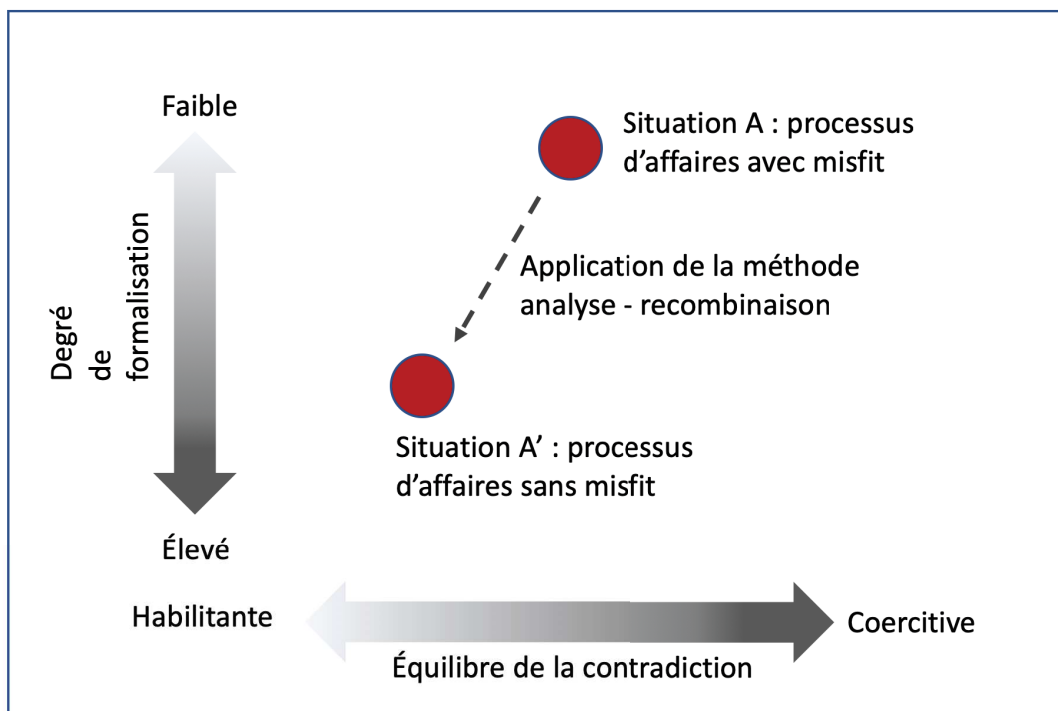 Faible
Situation A : processus
d’affaires avec misfit
Degré
de
formalisation
Application de la méthode
analyse - recombinaison
Situation A’ : processus
d’affaires sans misfit
Élevé
Habilitante
Coercitive
Équilibre de la contradiction